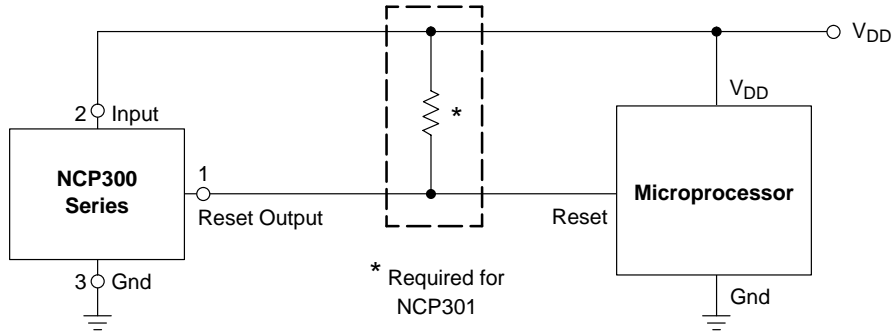 V_DD
V_DD
2 Input
*
NCP300
Series
1
Reset Output
Microprocessor
Reset
3 Gnd
* Required for
NCP301
Gnd